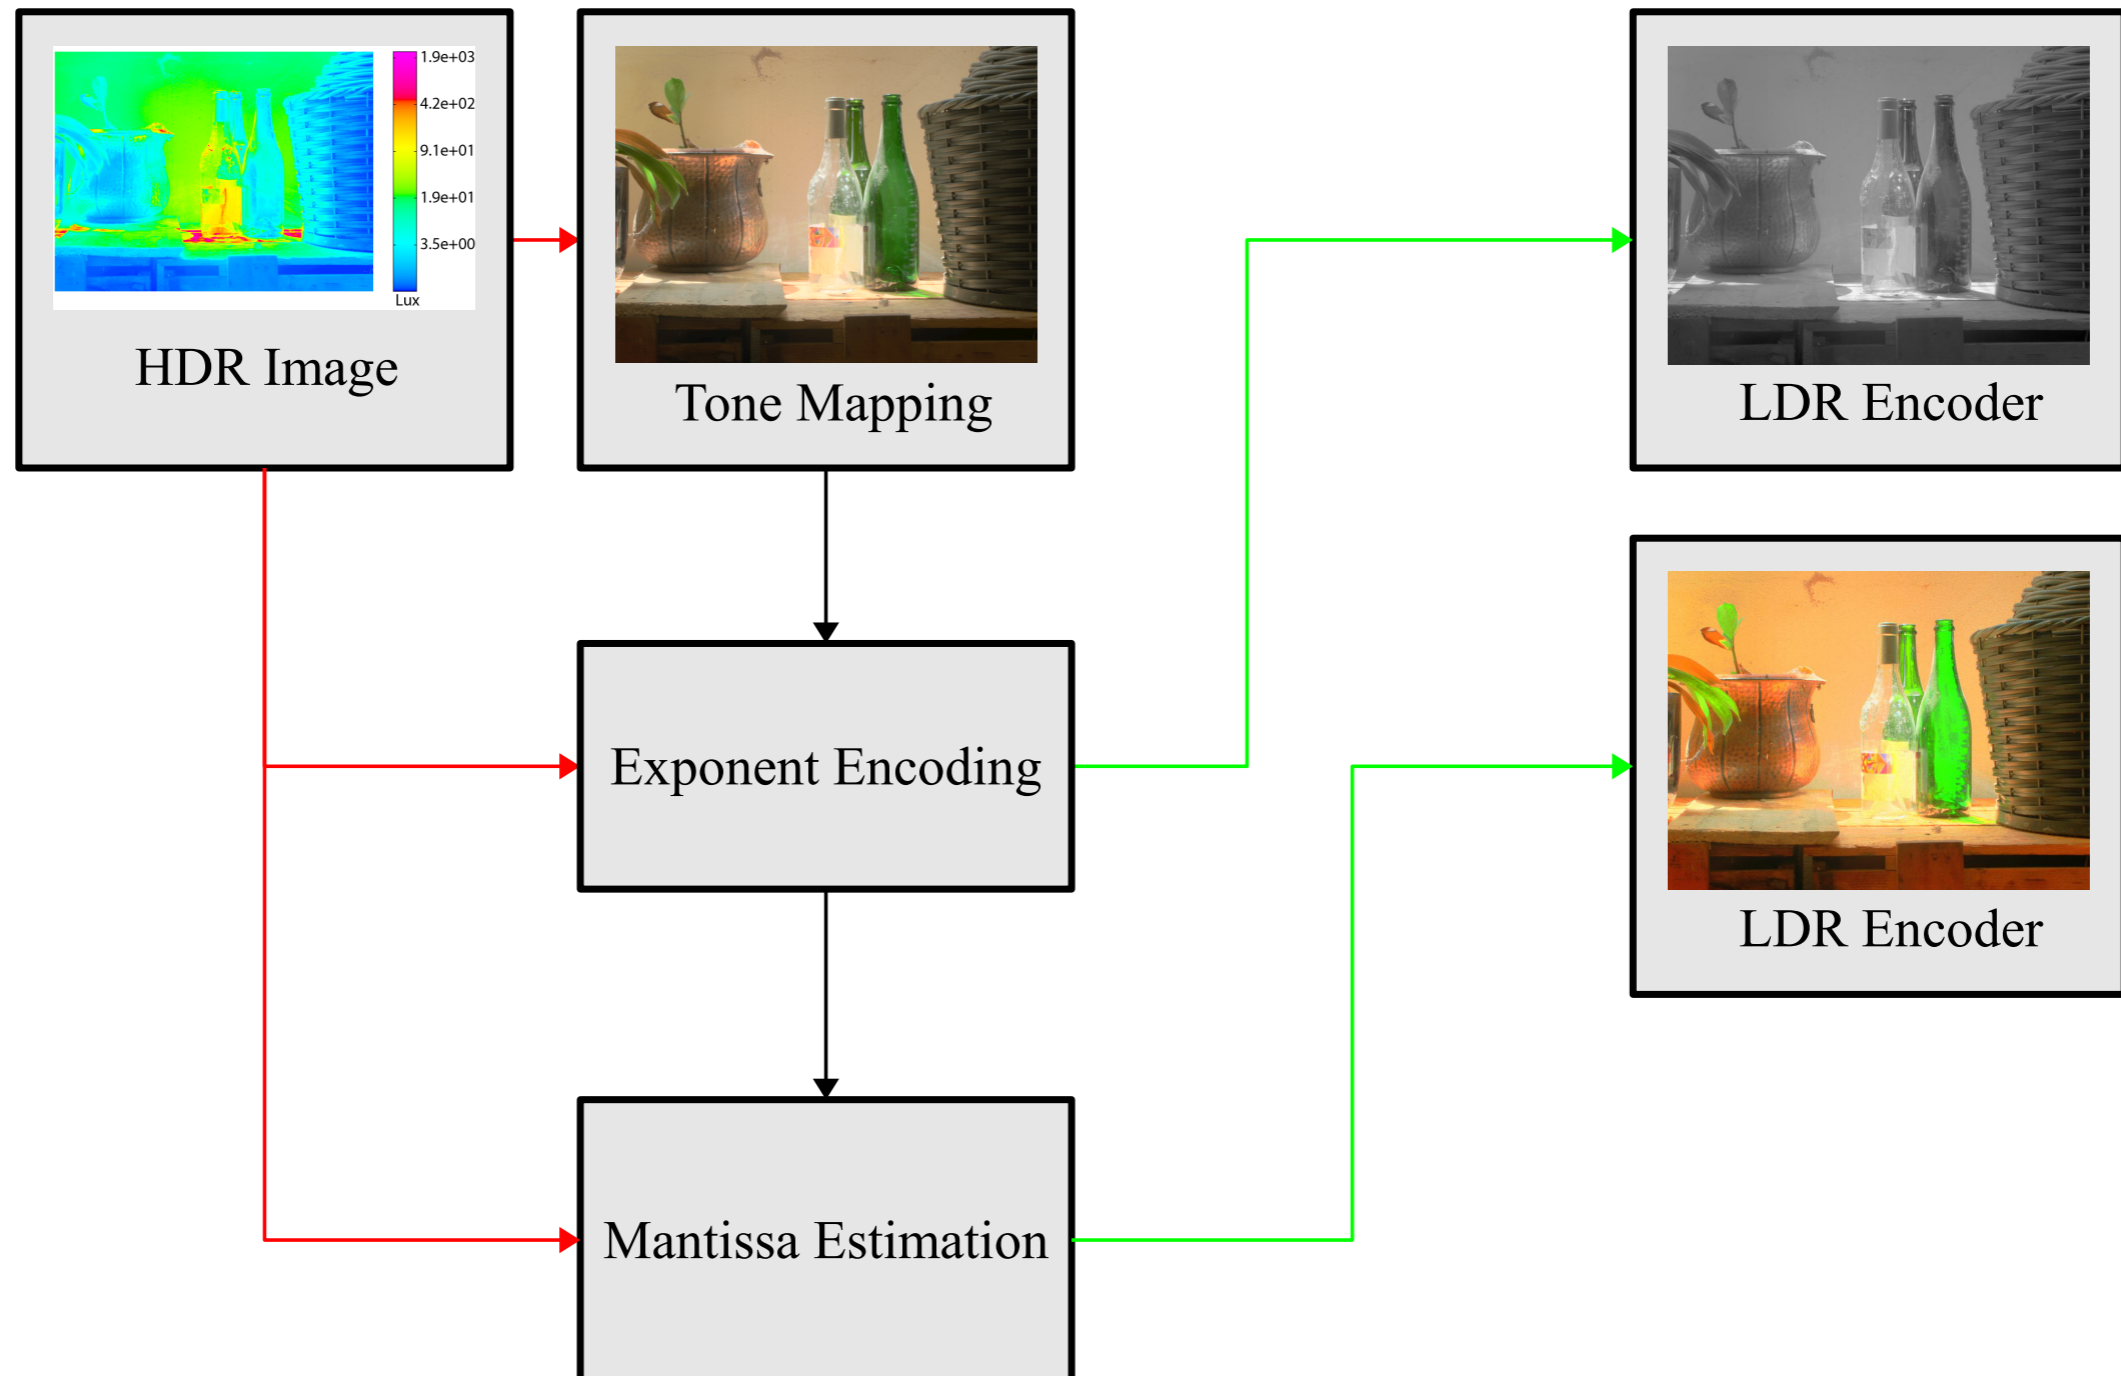 1.9e+03
4.2e+02
9.1e+01
1.9e+01
3.5e+00
Lux
HDR Image
Tone Mapping
LDR Encoder
Exponent Encoding
LDR Encoder
Mantissa Estimation